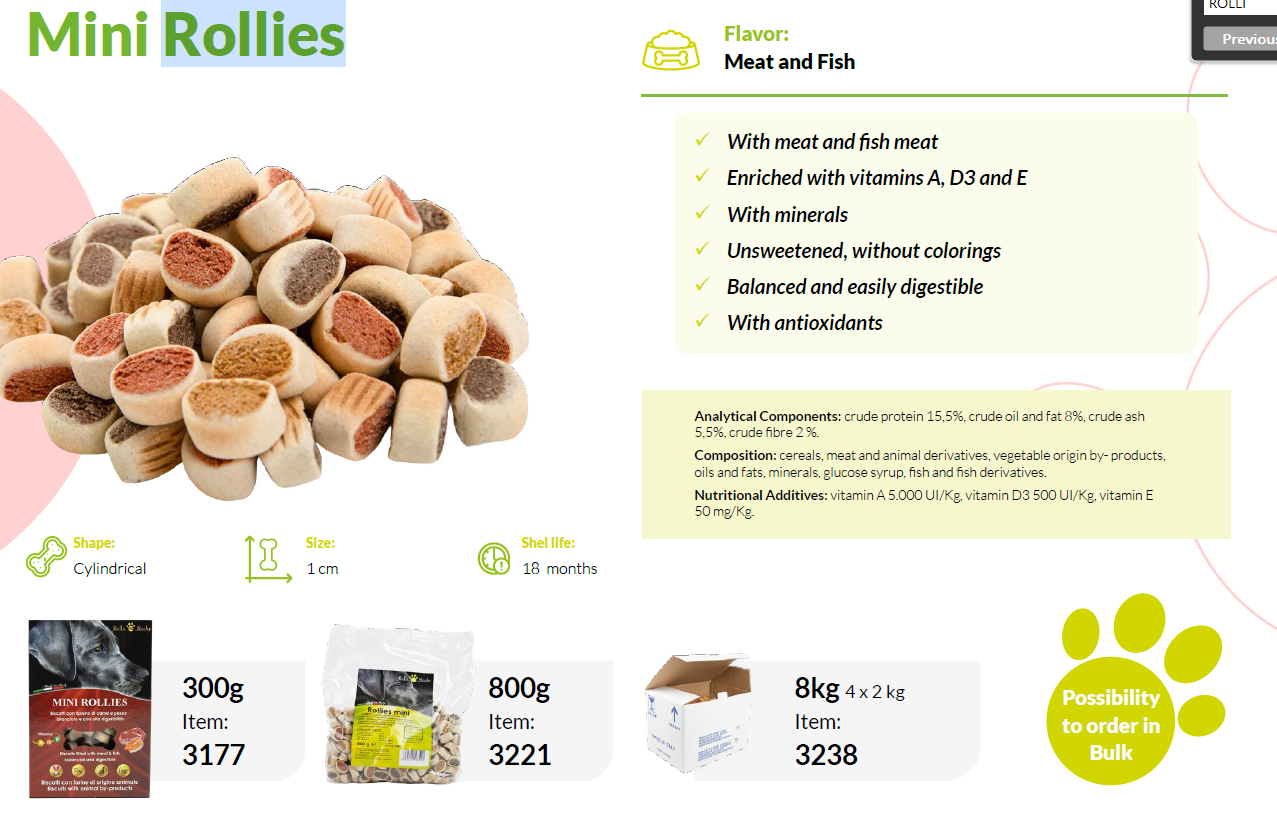 Mini Rollies
Flavor:
Meat and Fish
ROLLI
Previous
✓ With meat and fish meat
✓ Enriched with vitamins A, D3 and E
✓ With minerals
✓ Unsweetened, without colorings
✓ Balanced and easily digestible
✓ With antioxidants
Analytical Components: crude protein 15,5%, crude oil and fat 8%, crude ash
5,5%, crude fibre 2 %.
Composition: cereals, meat and animal derivatives, vegetable origin by- products,
oils and fats, minerals, glucose syrup, fish and fish derivatives.
Nutritional Additives: vitamin A 5.000 UI/Kg, vitamin D3 500 UI/Kg, vitamin E
50 mg/Kg.
Shape:
Cylindrical
Size:
1 cm
Shel life:
18 months
MINI ROLLIES
Biscotti con ripieno di carne e pesce
bilanciato e con alta digeribilità
Biscuits filled with meat & fish
balanced and digestible
Biscotti con farine di origine animale
Biscuits with animal by-products
300g
Item:
3177
Rollies mini
800 g
800g
Item:
3221
8kg 4 x 2 kg
Item:
3238
Possibility
to order in
Bulk